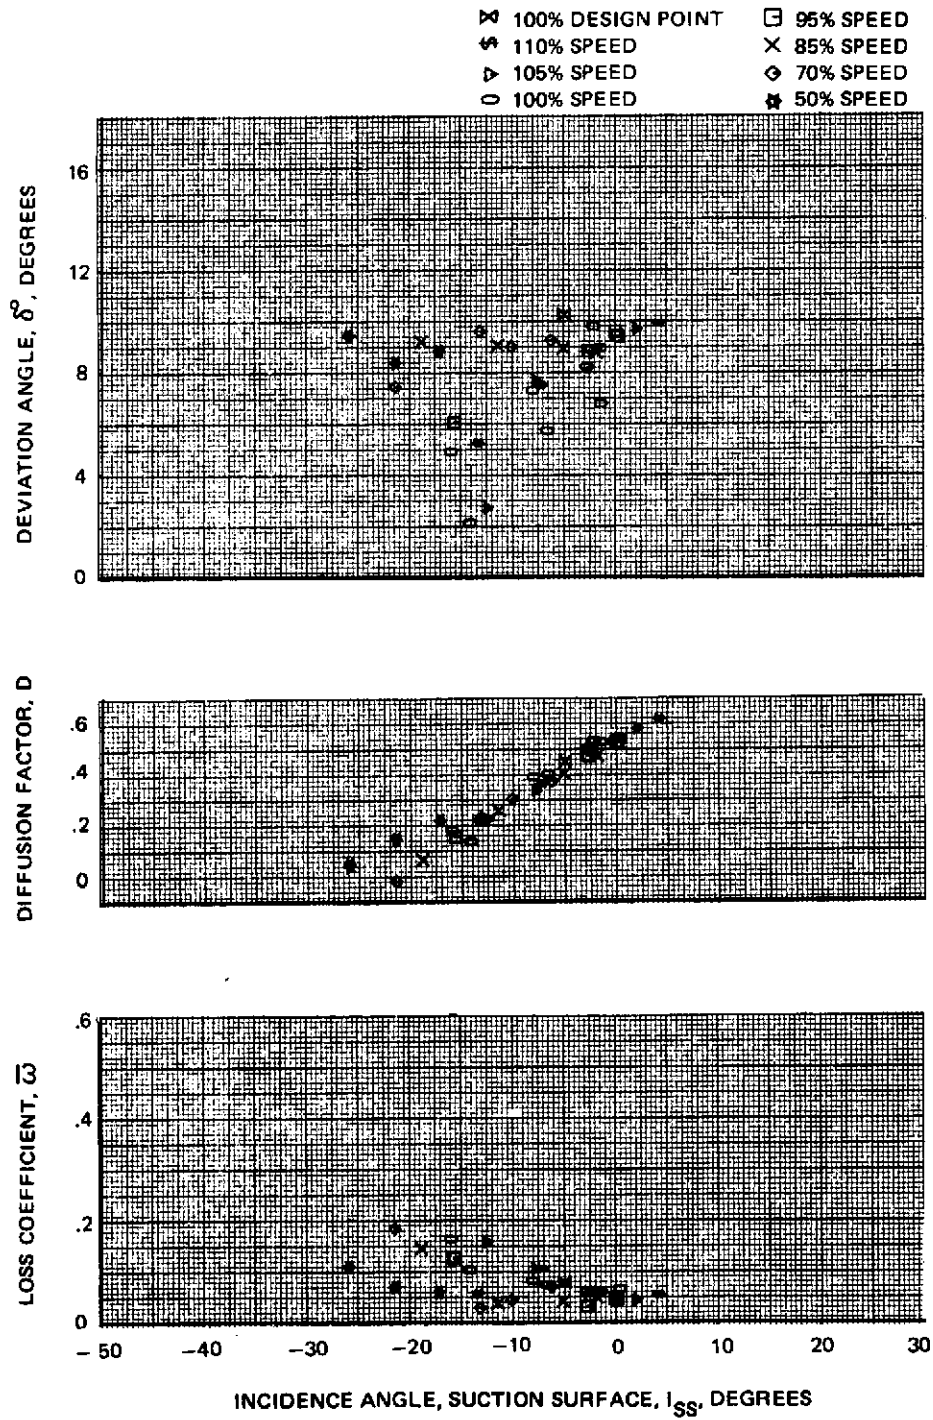 100% DESIGN POINT
110% SPEED
105% SPEED
100% SPEED
95% SPEED
85% SPEED
70% SPEED
50% SPEED
DEVIATION ANGLE, δ°, DEGREES
16
12
8
4
0
DIFFUSION FACTOR, D
.6
.4
.2
0
LOSS COEFFICIENT, ω̅
.6
.4
.2
0
−50 −30 −20 −10 0 10 20 30
INCIDENCE ANGLE, SUCTION SURFACE, ISS, DEGREES